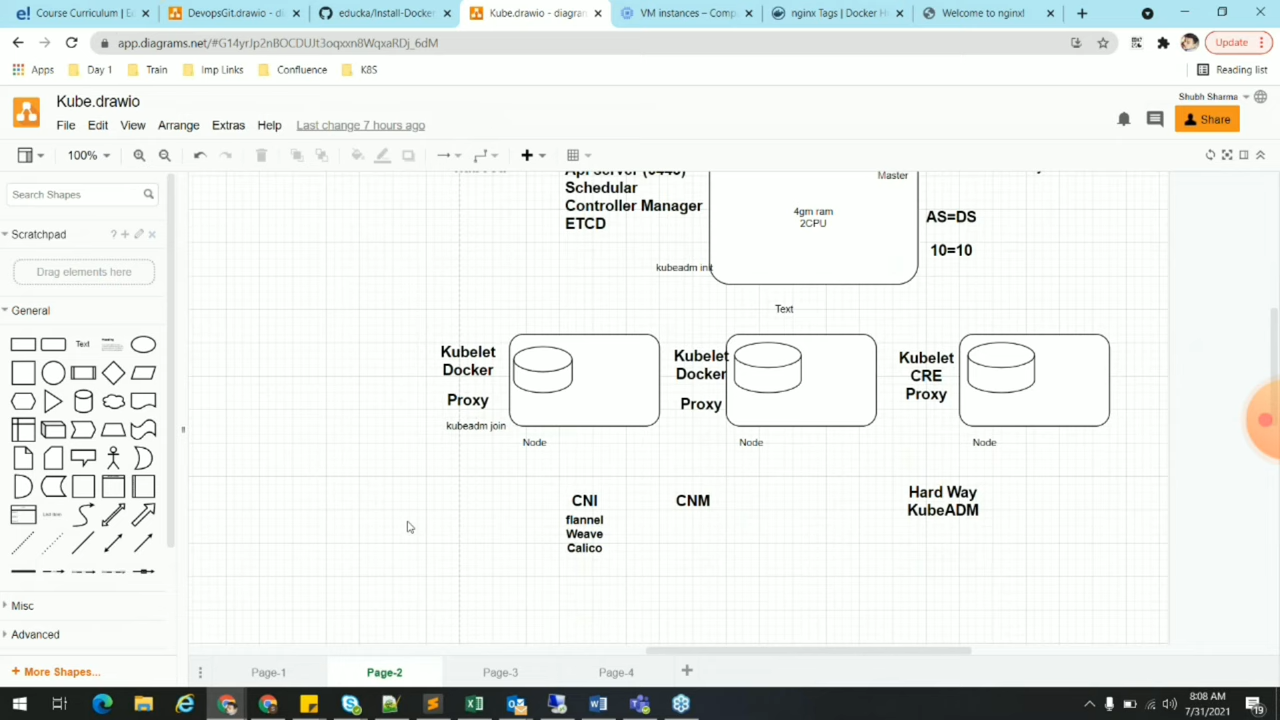 Course Curriculum | E
DevopsGit.drawio - d
educka/Install-Docker
Kube.drawio - diagram
VM instances – Comp
nginx Tags | Docker H
Welcome to nginx!
app.diagrams.net/#G14yrJp2nBOCDUJt3oqxxn8WqxaRDj_6dM
Update
Apps
Day 1
Train
Imp Links
Confluence
K8S
Reading list
Kube.drawio
Shubh Sharma
File
Edit
View
Arrange
Extras
Help
Last change 7 hours ago
Share
100%
Search Shapes
Scratchpad
Drag elements here
General
Text
Misc
Advanced
+ More Shapes...
Schedular
Controller Manager
ETCD
Master
4gm ram
2CPU
AS=DS
10=10
kubeadm init
Text
Kubelet
Docker
Proxy
kubeadm join
Node
Kubelet
Docker
Proxy
Node
Kubelet
CRE
Proxy
Node
CNI
flannel
Weave
Calico
CNM
Hard Way
KubeADM
Page-1
Page-2
Page-3
Page-4
8:08 AM
7/31/2021
19